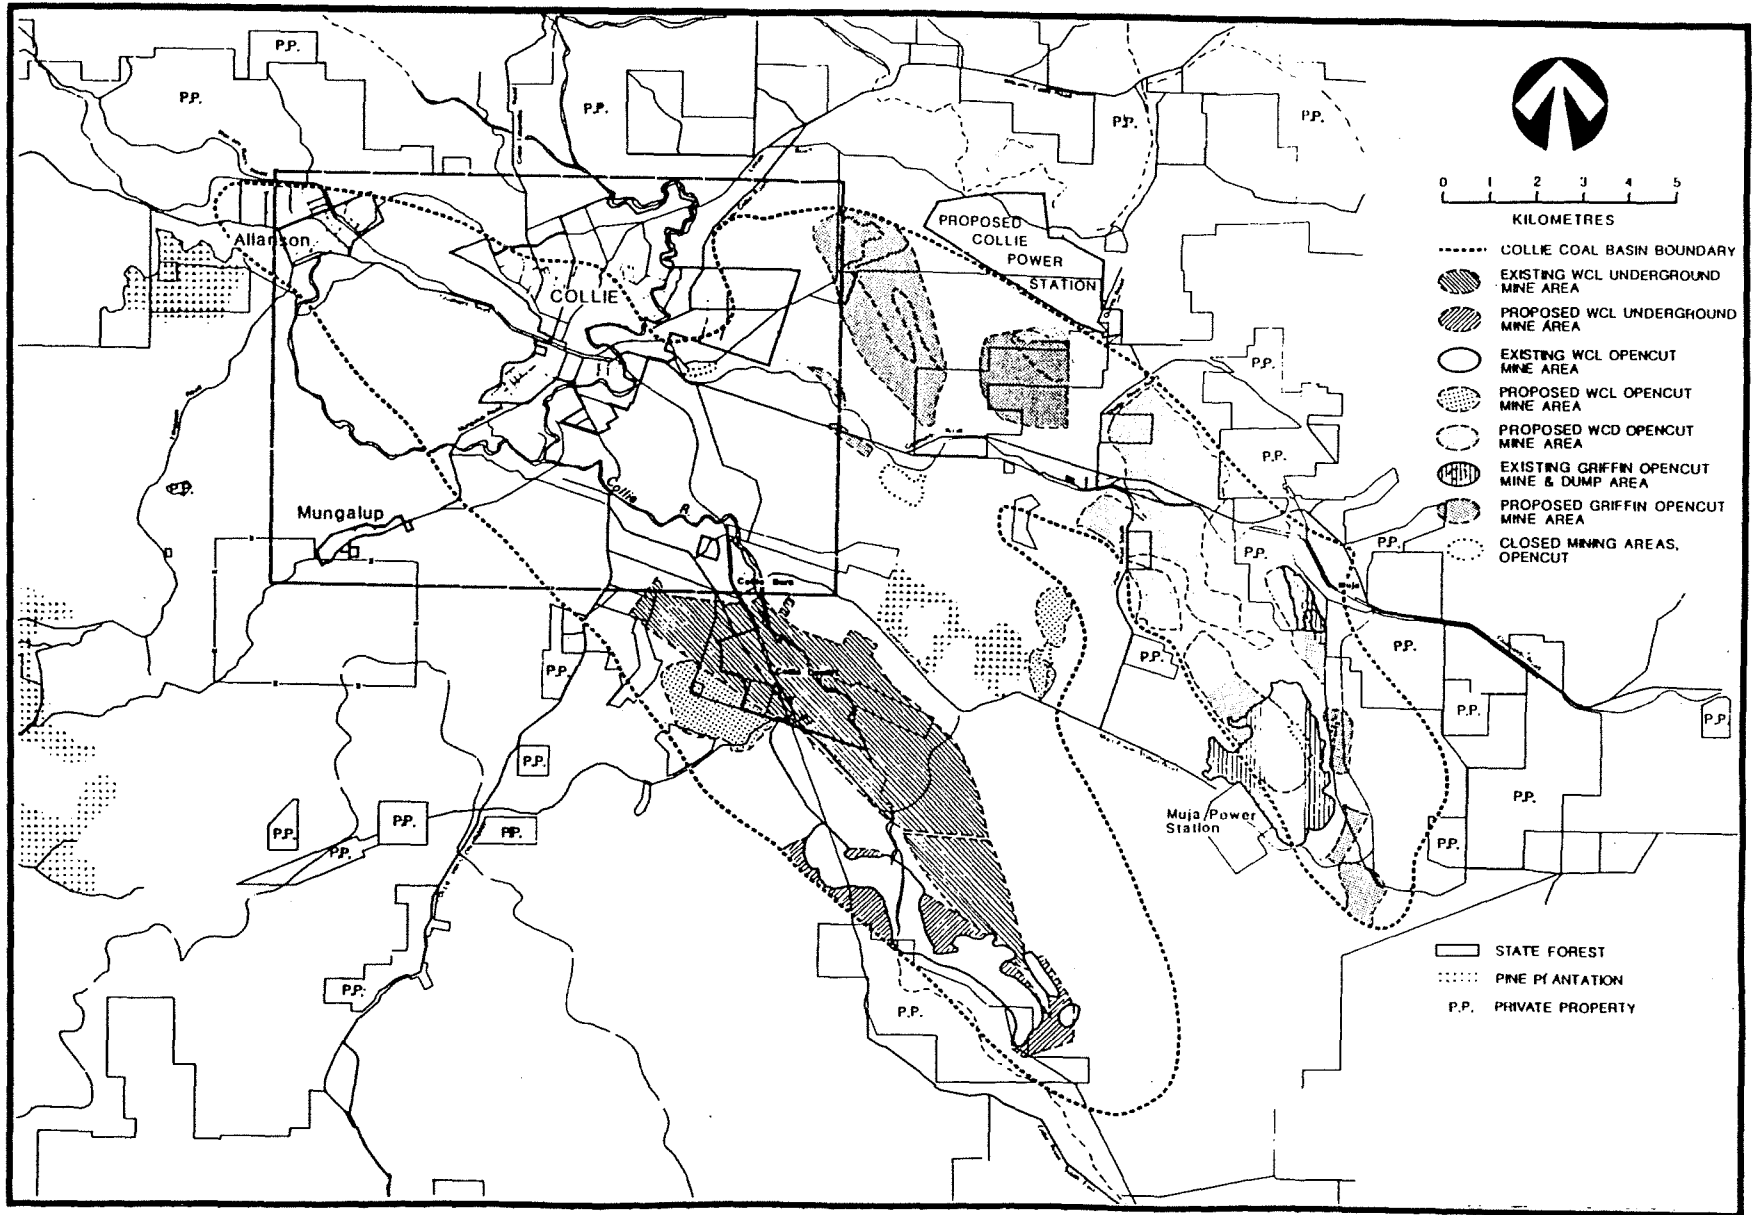 P.P.
P.P.
P.P.
P.P.
P.P.
Allanson
COLLIE
PROPOSED
COLLIE
POWER
STATION
Mungalup
P.P.
Collie
R.
Collie Burn
P.P.
P.P.
P.P.
P.P.
P.P.
Muja
P.P.
P.P.
P.P.
P.P.
P.P.
P.P.
P.P.
P.P.
P.P.
P.P.
P.P.
P.P.
P.P.
P.P.
Muja Power
Station
0 1 2 3 4 5
KILOMETRES
COLLIE COAL BASIN BOUNDARY
EXISTING WCL UNDERGROUND
MINE AREA
PROPOSED WCL UNDERGROUND
MINE AREA
EXISTING WCL OPENCUT
MINE AREA
PROPOSED WCL OPENCUT
MINE AREA
PROPOSED WCD OPENCUT
MINE AREA
EXISTING GRIFFIN OPENCUT
MINE & DUMP AREA
PROPOSED GRIFFIN OPENCUT
MINE AREA
CLOSED MINING AREAS,
OPENCUT
STATE FOREST
PINE PLANTATION
P.P. PRIVATE PROPERTY